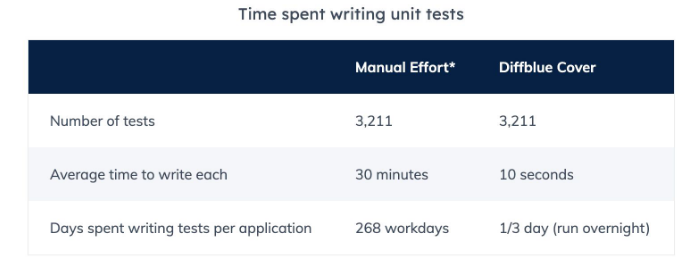 Time spent writing unit tests
Manual Effort* Diffblue Cover
Number of tests 3,211 3,211
Average time to write each 30 minutes 10 seconds
Days spent writing tests per application 268 workdays 1/3 day (run overnight)